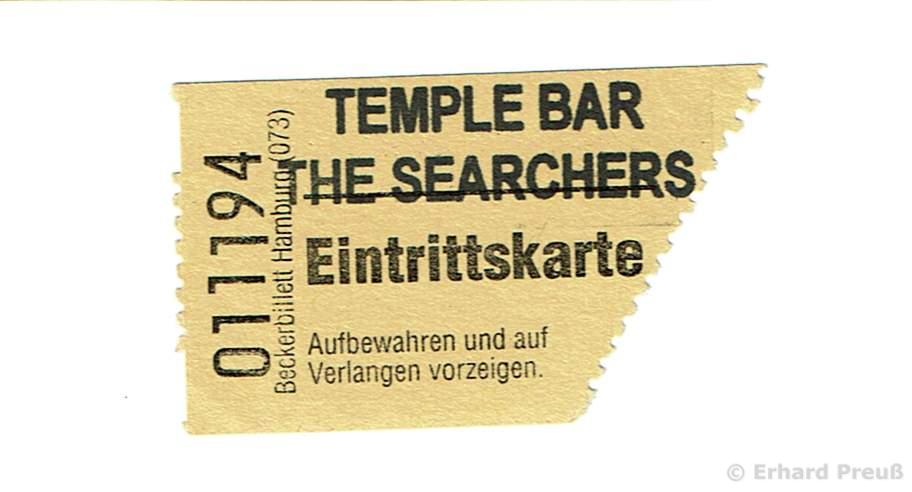 TEMPLE BAR
THE SEARCHERS
Eintrittskarte
Aufbewahren und auf
Verlangen vorzeigen.
011194
Beckerbillett Hamburg (073)
© Erhard Preuß